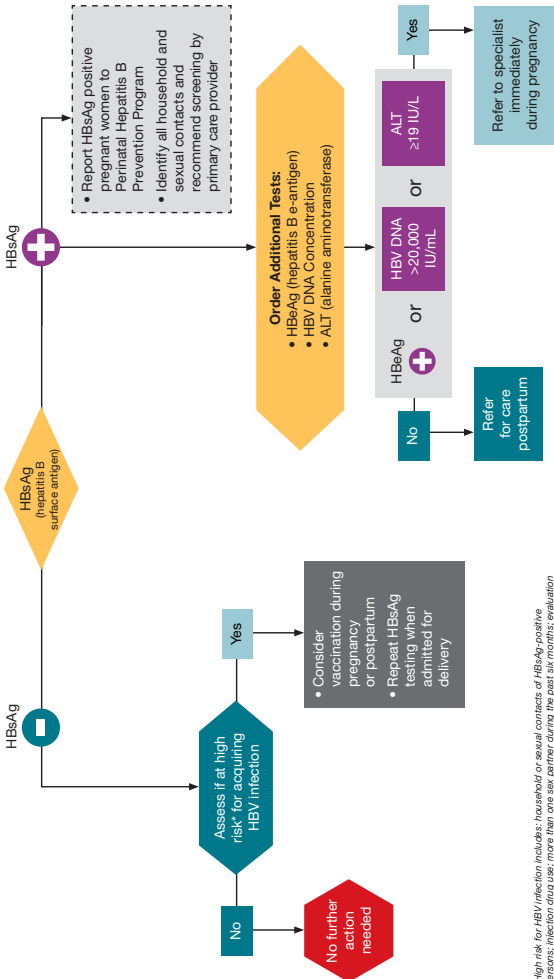 HBsAg
(hepatitis B
surface antigen)
HBsAg
HBsAg
Assess if at high
risk* for acquiring
HBV infection
No
Yes
No further
action
needed
• Consider
vaccination during
pregnancy
or postpartum
• Repeat HBsAg
testing when
admitted for
delivery
• Report HBsAg positive
pregnant women to
Perinatal Hepatitis B
Prevention Program
• Identify all household and
sexual contacts and
recommend screening by
primary care provider
Order Additional Tests:
• HBeAg (hepatitis B e-antigen)
• HBV DNA Concentration
• ALT (alanine aminotransferase)
HBeAg
or
HBV DNA
>20,000
IU/mL
or
ALT
≥19 IU/L
No
Yes
Refer
for care
postpartum
Refer to specialist
immediately
during pregnancy
High risk for HBV infection includes: household or sexual contacts of HBsAg-positive
ersons; injection drug use; more than one sex partner during the past six months; evaluation